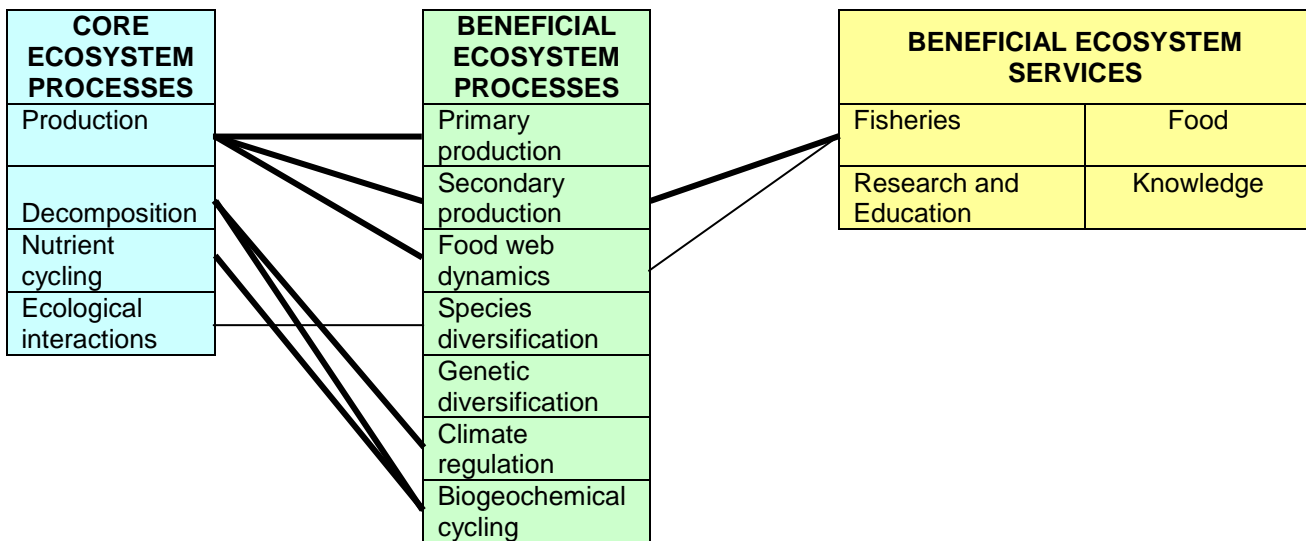 CORE
ECOSYSTEM
PROCESSES
Production
Decomposition
Nutrient
cycling
Ecological
interactions
BENEFICIAL
ECOSYSTEM
PROCESSES
Primary
production
Secondary
production
Food web
dynamics
Species
diversification
Genetic
diversification
Climate
regulation
Biogeochemical
cycling
BENEFICIAL ECOSYSTEM
SERVICES
Fisheries
Food
Research and
Education
Knowledge